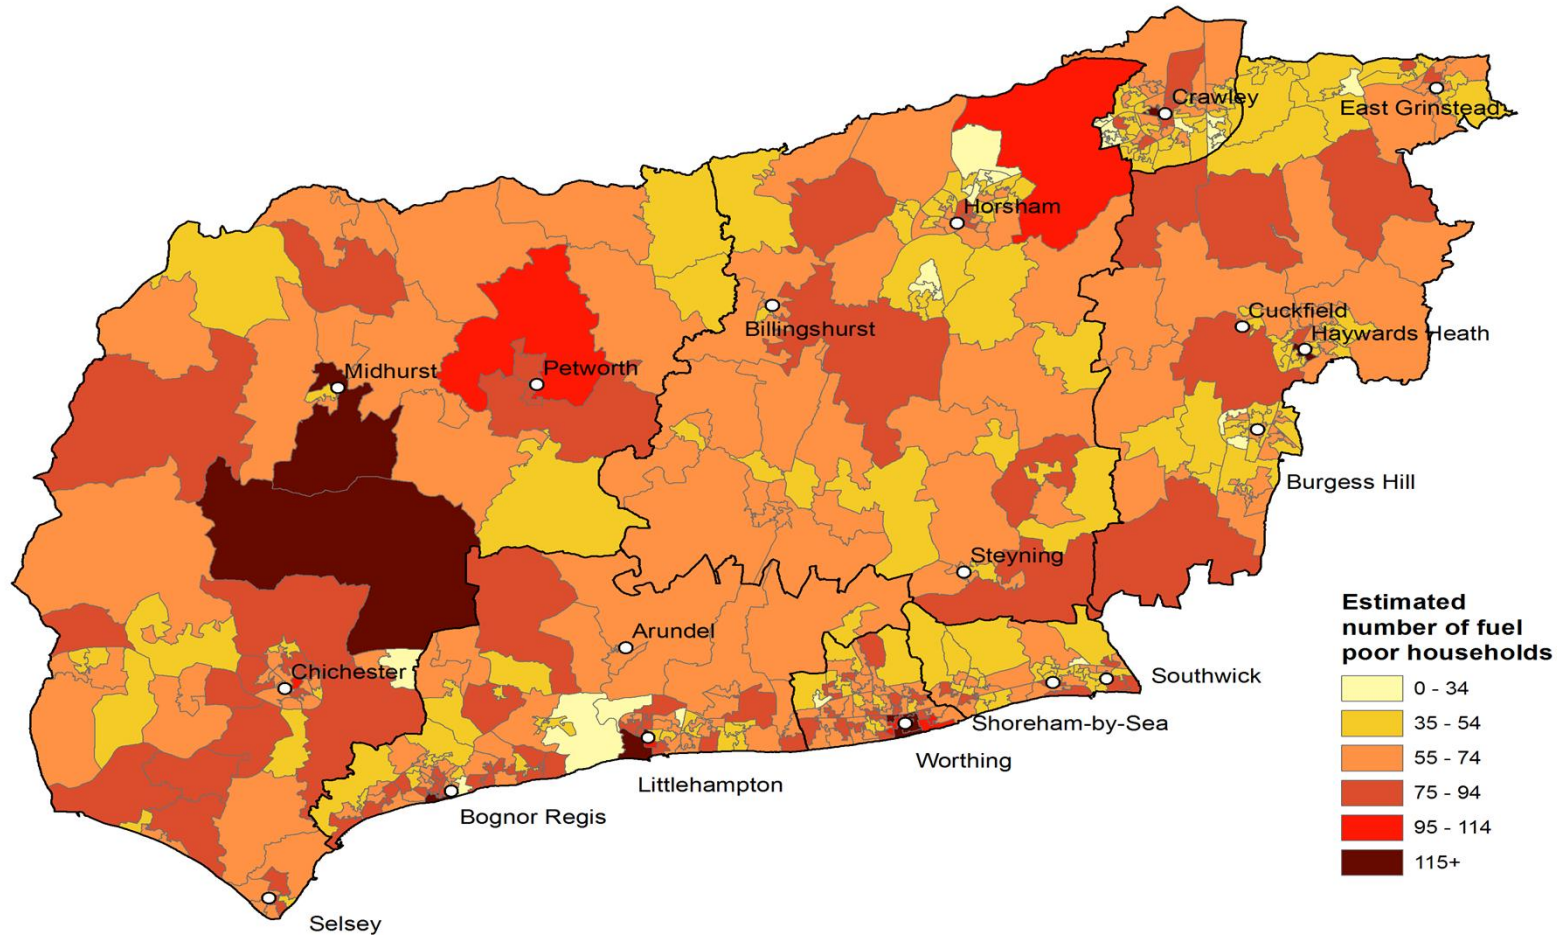 Crawley
East Grinstead
Horsham
Cuckfield
Billingshurst
Haywards Heath
Midhurst
Petworth
Burgess Hill
Steyning
Arundel
Chichester
Southwick
Shoreham-by-Sea
Worthing
Littlehampton
Bognor Regis
Selsey
Estimated
number of fuel
poor households
0 - 34
35 - 54
55 - 74
75 - 94
95 - 114
115+